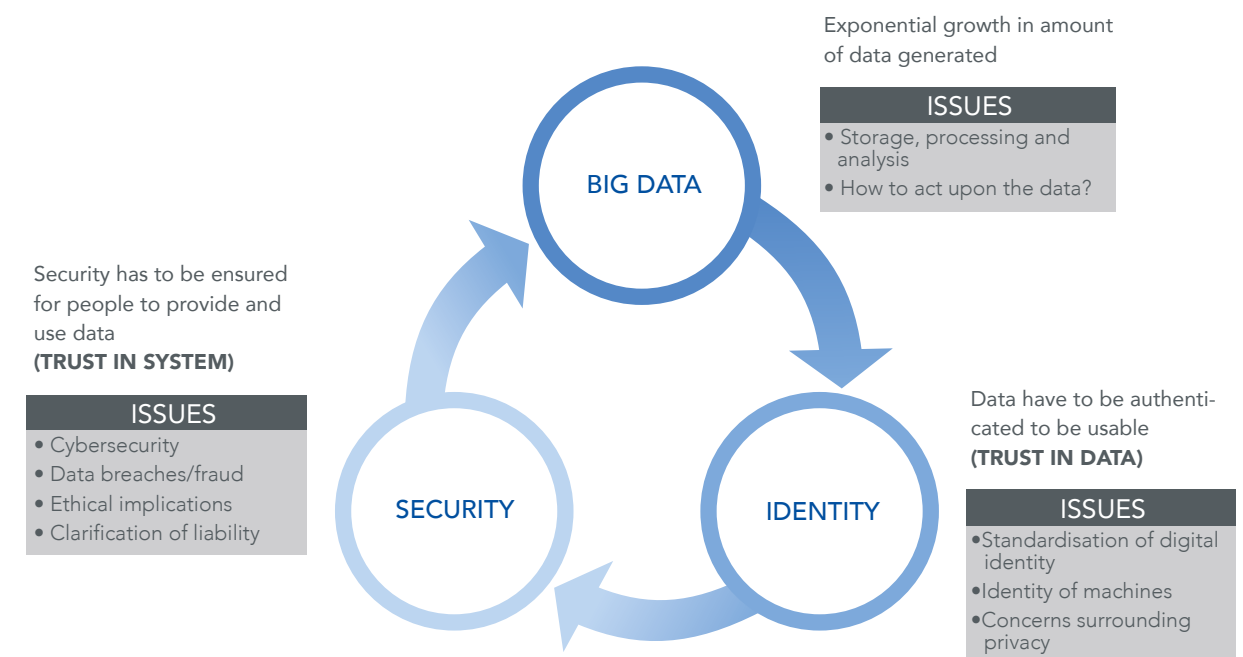 Exponential growth in amount
of data generated
ISSUES
• Storage, processing and
analysis
• How to act upon the data?
BIG DATA
Security has to be ensured
for people to provide and
use data
(TRUST IN SYSTEM)
ISSUES
• Cybersecurity
• Data breaches/fraud
• Ethical implications
• Clarification of liability
SECURITY
IDENTITY
Data have to be authenti-
cated to be usable
(TRUST IN DATA)
ISSUES
•Standardisation of digital
identity
•Identity of machines
•Concerns surrounding
privacy